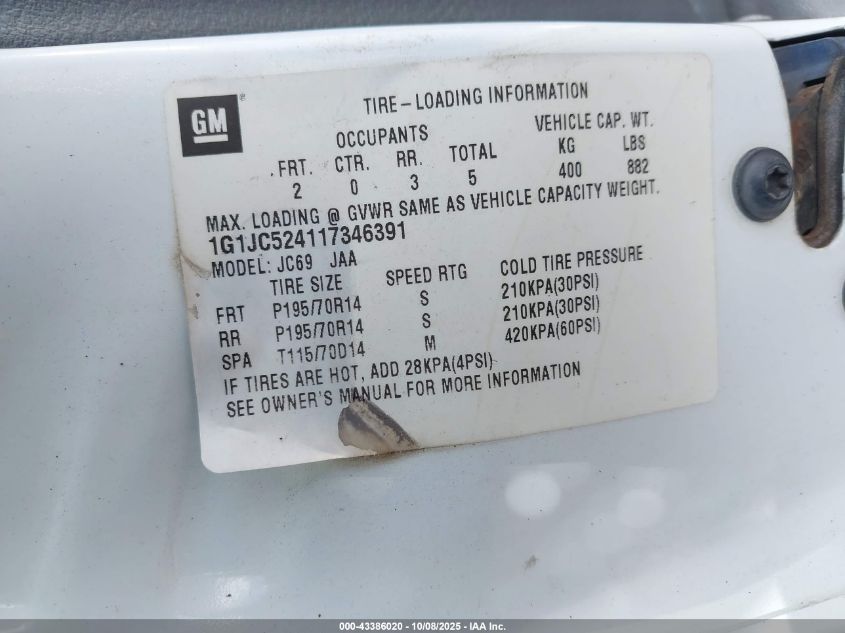 GM ®
TIRE-LOADING INFORMATION
OCCUPANTS VEHICLE CAP. WT.
FRT. CTR. RR. TOTAL KG LBS
2 0 3 5 400 882
MAX. LOADING @ GVWR SAME AS VEHICLE CAPACITY WEIGHT.
1G1JC524117346391
MODEL: JC69 JAA
TIRE SIZE SPEED RTG COLD TIRE PRESSURE
FRT P195/70R14 S 210KPA(30PSI)
RR P195/70R14 S 210KPA(30PSI)
SPA T115/70D14 M 420KPA(60PSI)
IF TIRES ARE HOT, ADD 28KPA(4PSI)
SEE OWNER'S MANUAL FOR MORE INFORMATION
000-43386020 - 10/08/2025 - IAA Inc.